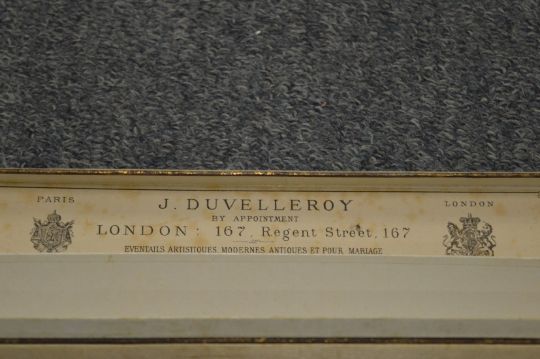 PARIS
J. DUVELLEROY
LONDON
BY APPOINTMENT
LONDON: 167, Regent Street, 167
EVENTAILS ARTISTIQUES MODERNES ANTIQUES ET POUR MARIAGE